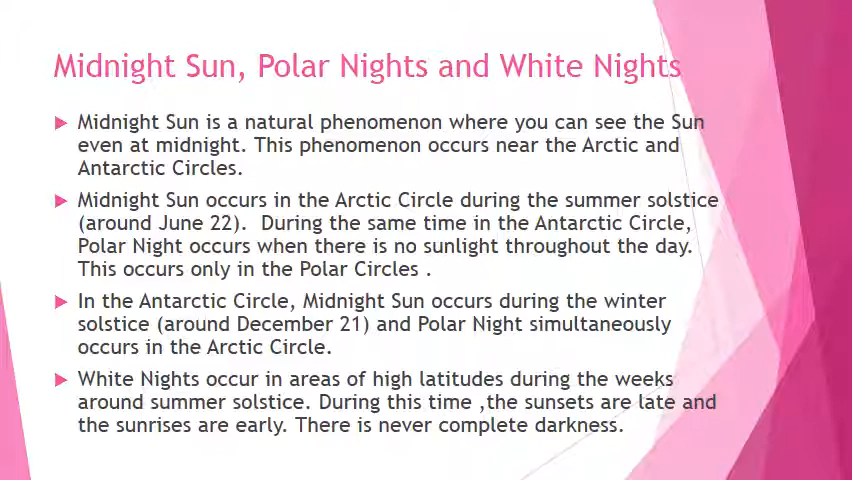 Midnight Sun, Polar Nights and White Nights
Midnight Sun is a natural phenomenon where you can see the Sun
even at midnight. This phenomenon occurs near the Arctic and
Antarctic Circles.
Midnight Sun occurs in the Arctic Circle during the summer solstice
(around June 22).  During the same time in the Antarctic Circle,
Polar Night occurs when there is no sunlight throughout the day.
This occurs only in the Polar Circles .
In the Antarctic Circle, Midnight Sun occurs during the winter
solstice (around December 21) and Polar Night simultaneously
occurs in the Arctic Circle.
White Nights occur in areas of high latitudes during the weeks
around summer solstice. During this time ,the sunsets are late and
the sunrises are early. There is never complete darkness.